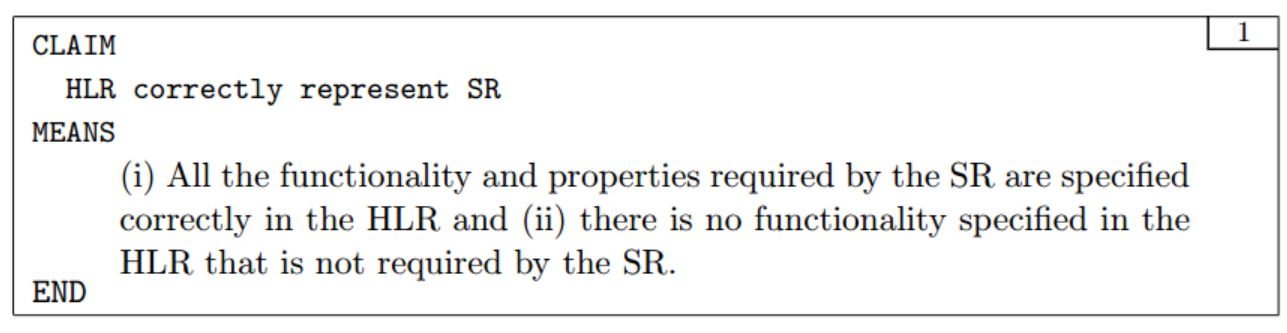 1
CLAIM
HLR correctly represent SR
MEANS
(i) All the functionality and properties required by the SR are specified
correctly in the HLR and (ii) there is no functionality specified in the
HLR that is not required by the SR.
END